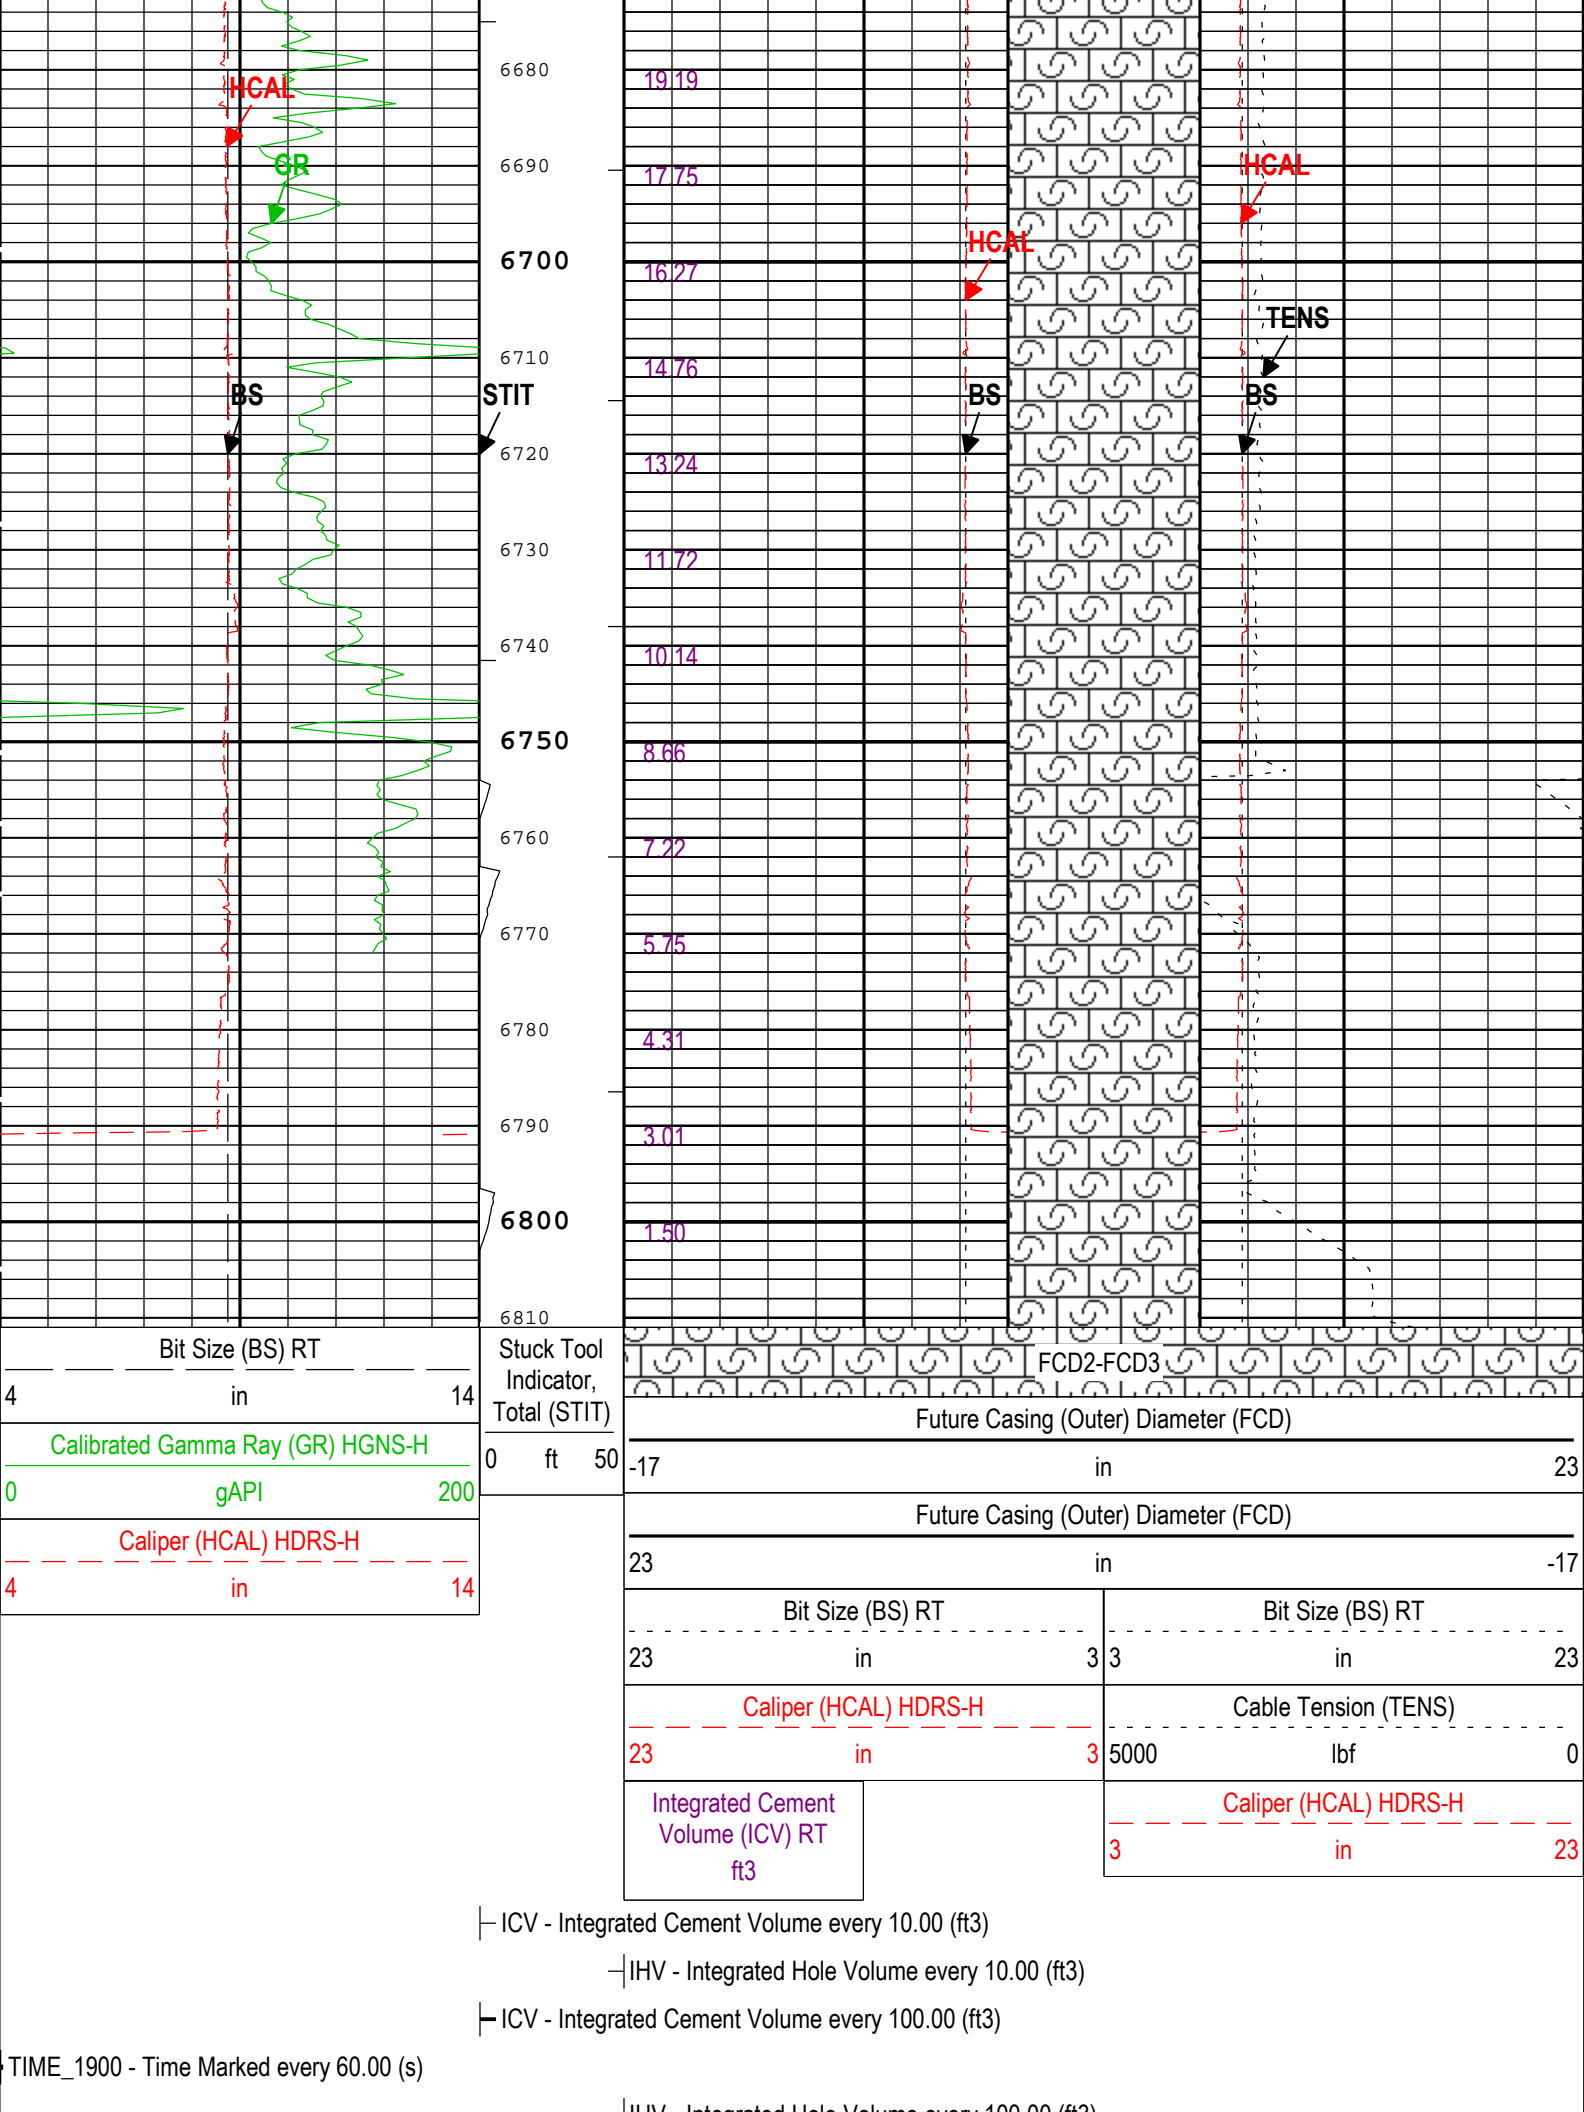 6680
19.19
HCAL
6690
17.75
GR
HCAL
HCAL
6700
16.27
TENS
6710
14.76
BS
STIT
BS
BS
6720
13.24
6730
11.72
6740
10.14
6750
8.66
6760
7.22
6770
5.75
6780
4.31
6790
3.01
6800
1.50
6810
Bit Size (BS) RT
4 in 14
Calibrated Gamma Ray (GR) HGNS-H
0 gAPI 200
Caliper (HCAL) HDRS-H
4 in 14
Stuck Tool
Indicator,
Total (STIT)
0 ft 50
FCD2-FCD3
Future Casing (Outer) Diameter (FCD)
-17 in 23
Future Casing (Outer) Diameter (FCD)
23 in -17
Bit Size (BS) RT
23 in 3
Bit Size (BS) RT
3 in 23
Caliper (HCAL) HDRS-H
23 in 3
Cable Tension (TENS)
5000 lbf 0
Integrated Cement
Volume (ICV) RT
ft3
Caliper (HCAL) HDRS-H
3 in 23
ICV - Integrated Cement Volume every 10.00 (ft3)
IHV - Integrated Hole Volume every 10.00 (ft3)
ICV - Integrated Cement Volume every 100.00 (ft3)
TIME_1900 - Time Marked every 60.00 (s)
IHV - Integrated Hole Volume every 100.00 (ft3)